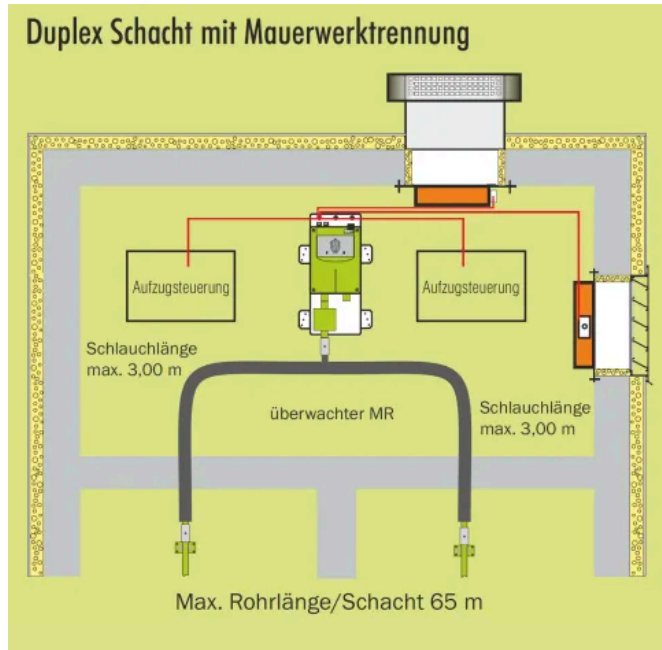 Duplex Schacht mit Mauerwerktrennung
Aufzugsteuerung
Aufzugsteuerung
Schlauchlänge
max. 3,00 m
überwachter MR
Schlauchlänge
max. 3,00 m
Max. Rohrlänge/Schacht 65 m